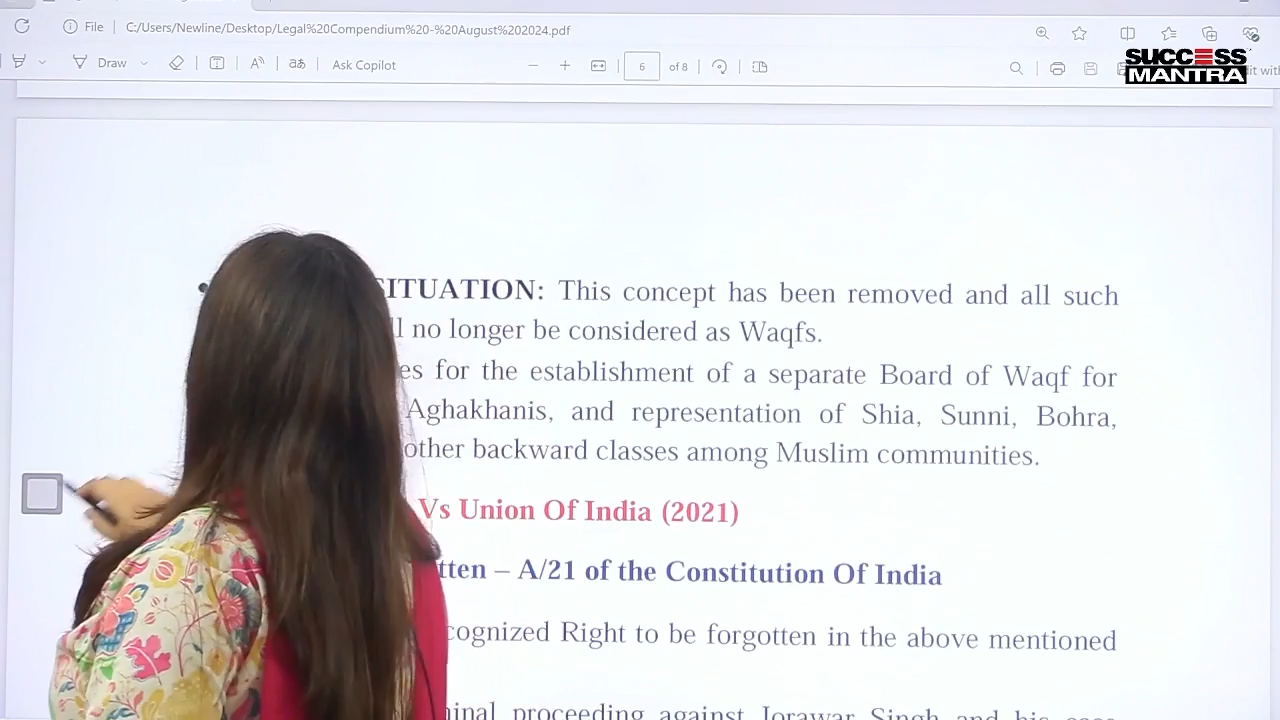 File C:/Users/Newline/Desktop/Legal%20Compendium%20-%20August%202024.pdf
Draw Ask Copilot 6 of 8
SUCCESS
MANTRA
SITUATION: This concept has been removed and all such
no longer be considered as Waqfs.
for the establishment of a separate Board of Waqf for
Aghakhanis, and representation of Shia, Sunni, Bohra,
other backward classes among Muslim communities.
Vs Union Of India (2021)
– A/21 of the Constitution Of India
Right to be forgotten in the above mentioned
proceeding against Jorawar Singh and his case